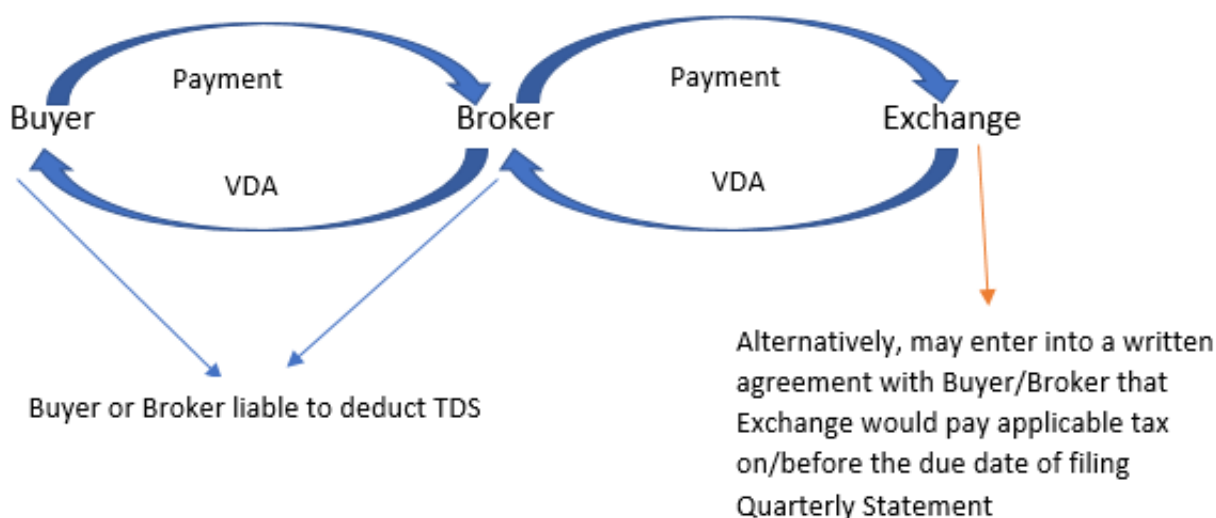 Payment
Payment
Buyer
Broker
Exchange
VDA
VDA
Buyer or Broker liable to deduct TDS
Alternatively, may enter into a written
agreement with Buyer/Broker that
Exchange would pay applicable tax
on/before the due date of filing
Quarterly Statement